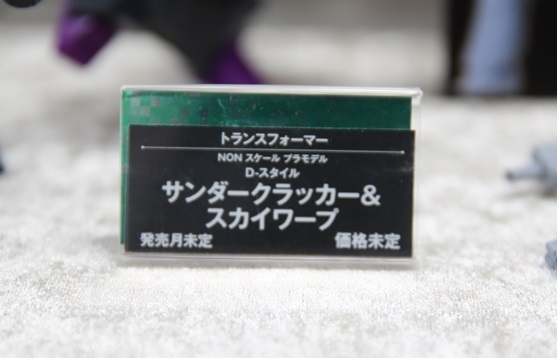 トランスフォーマー
NON スケール プラモデル
D-スタイル
サンダークラッカー&
スカイワープ
発売月未定 価格未定